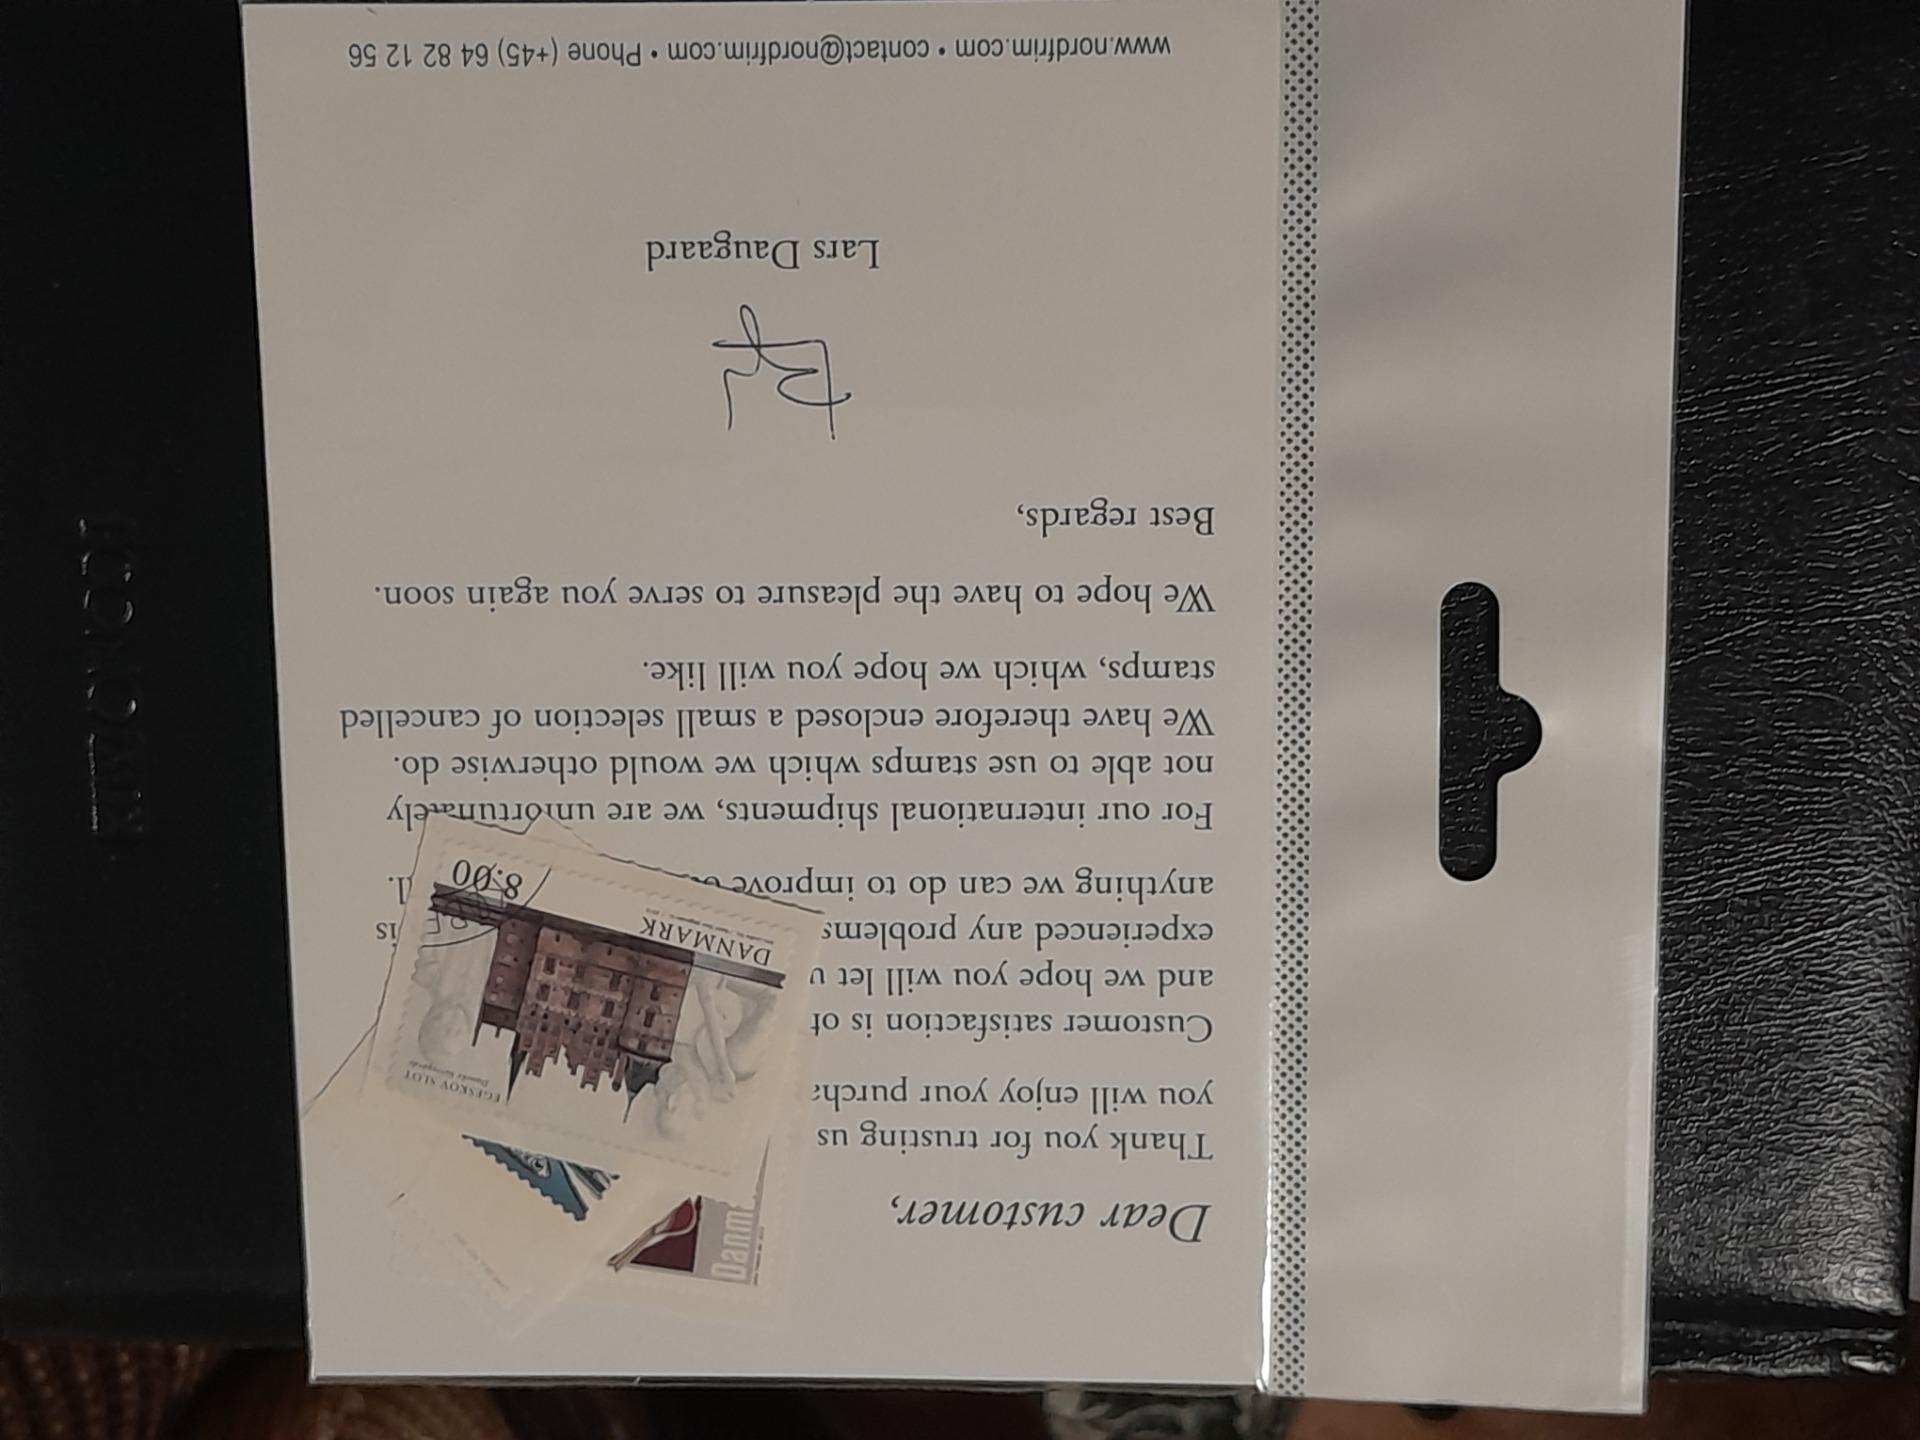 Dear customer,
Thank you for trusting us
you will enjoy your
Customer satisfaction is of
and we hope you will let
experienced any problems is
anything we can do to improve
For our international shipments, we are unfortunately
not able to use stamps which we would otherwise do.
We have therefore enclosed a small selection of cancelled
stamps, which we hope you will like.
We hope to have the pleasure to serve you again soon.
Best regards,
Lars Daugaard
www.nordfrim.com • contact@nordfrim.com • Phone (+45) 64 82 12 56
Danm
EGESKOV SLOT
Danske herregårde
DANMARK
8.00